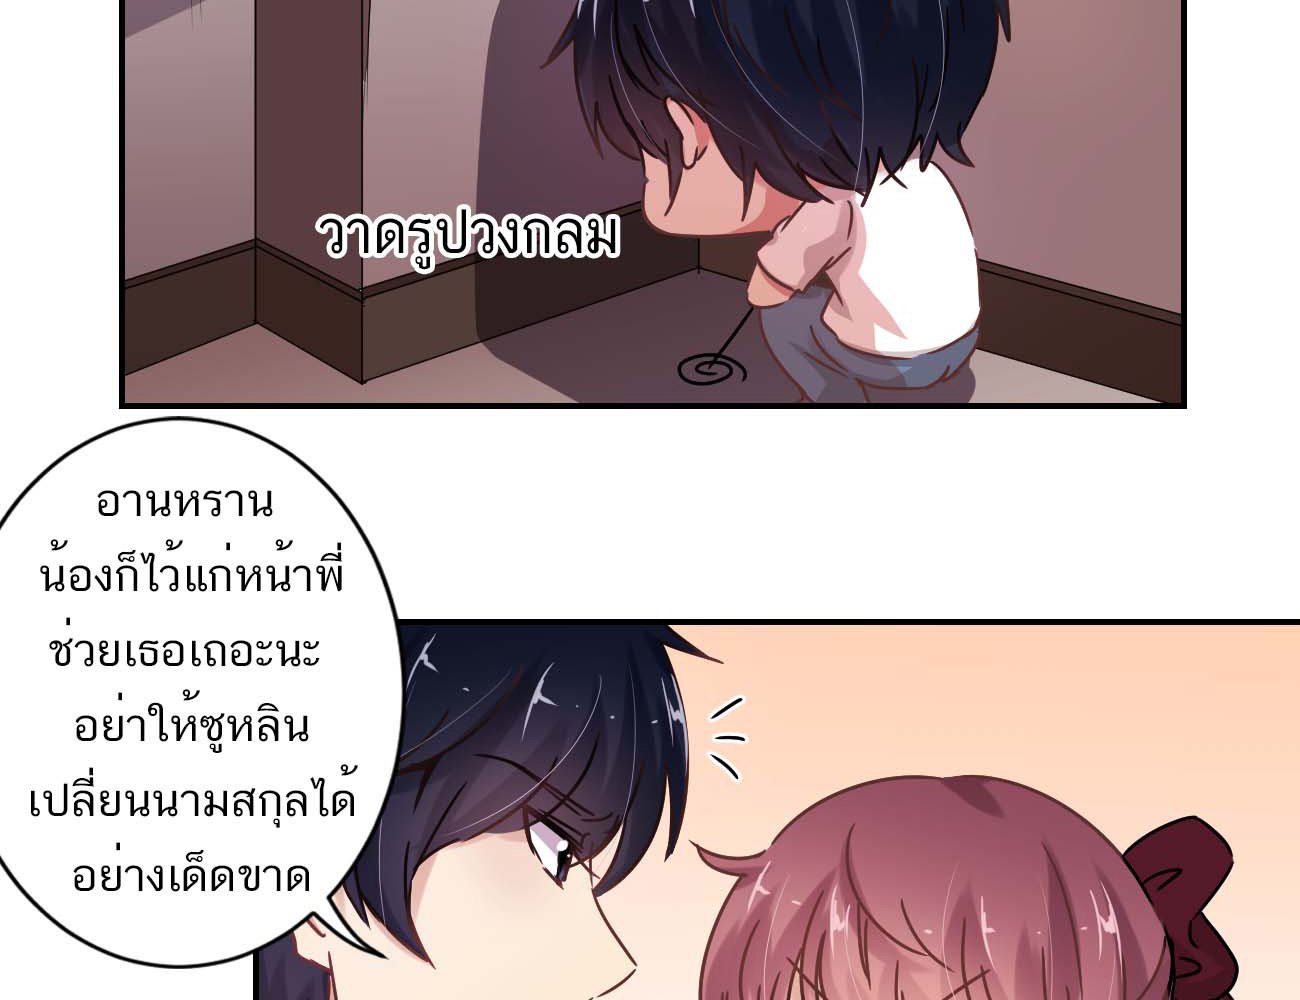 วาดรูปวงกลม
อานหราน
น้องก็ไว้แก่หน้าพี่
ช่วยเธอเถอะนะ
อย่าให้ซูหลิน
เปลี่ยนนามสกุลได้
อย่างเด็ดขาด